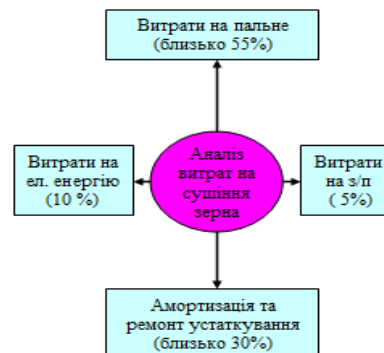 Витрати на пальне
(близько 55%)
Витрати на
ел. енергію
(10 %)
Аналіз
витрат на
сушіння
зерна
Витрати
на з/п
( 5%)
Амортизація та
ремонт устаткування
(близько 30%)